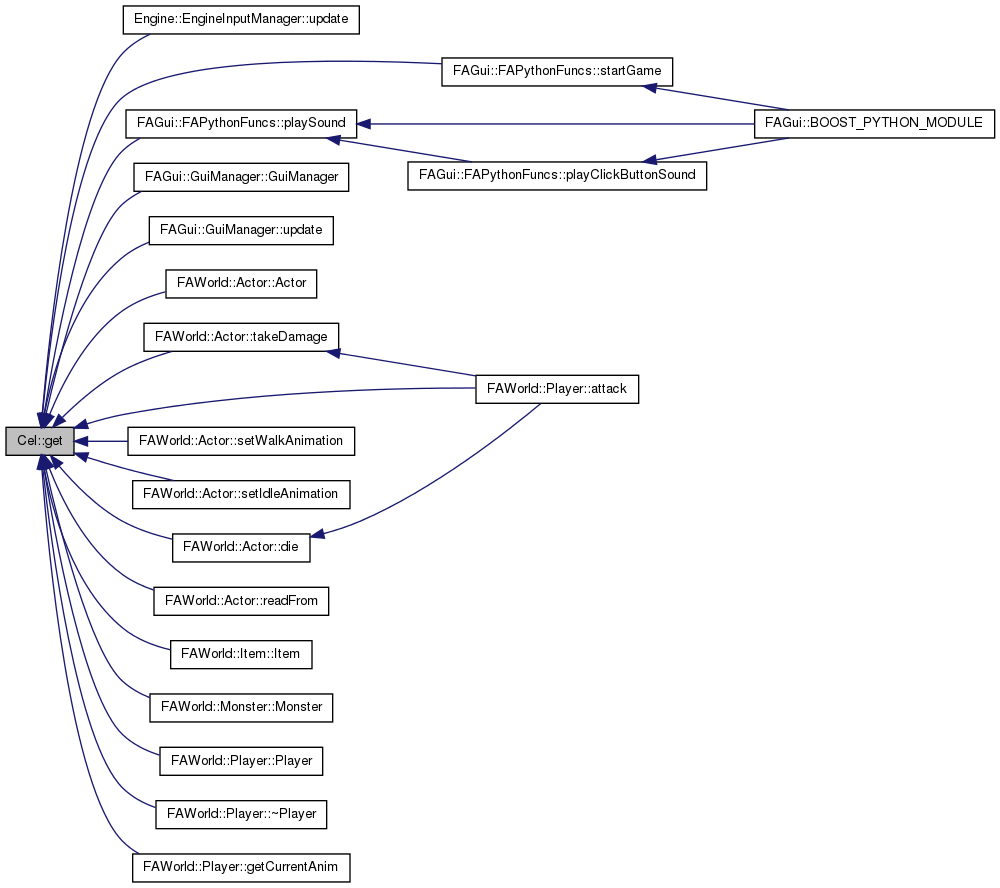 Engine::EngineInputManager::update
FAGui::FAPythonFuncs::startGame
FAGui::FAPythonFuncs::playSound
FAGui::BOOST_PYTHON_MODULE
FAGui::GuiManager::GuiManager
FAGui::FAPythonFuncs::playClickButtonSound
FAGui::GuiManager::update
FAWorld::Actor::Actor
FAWorld::Actor::takeDamage
FAWorld::Player::attack
Cel::get
FAWorld::Actor::setWalkAnimation
FAWorld::Actor::setIdleAnimation
FAWorld::Actor::die
FAWorld::Actor::readFrom
FAWorld::Item::Item
FAWorld::Monster::Monster
FAWorld::Player::Player
FAWorld::Player::~Player
FAWorld::Player::getCurrentAnim